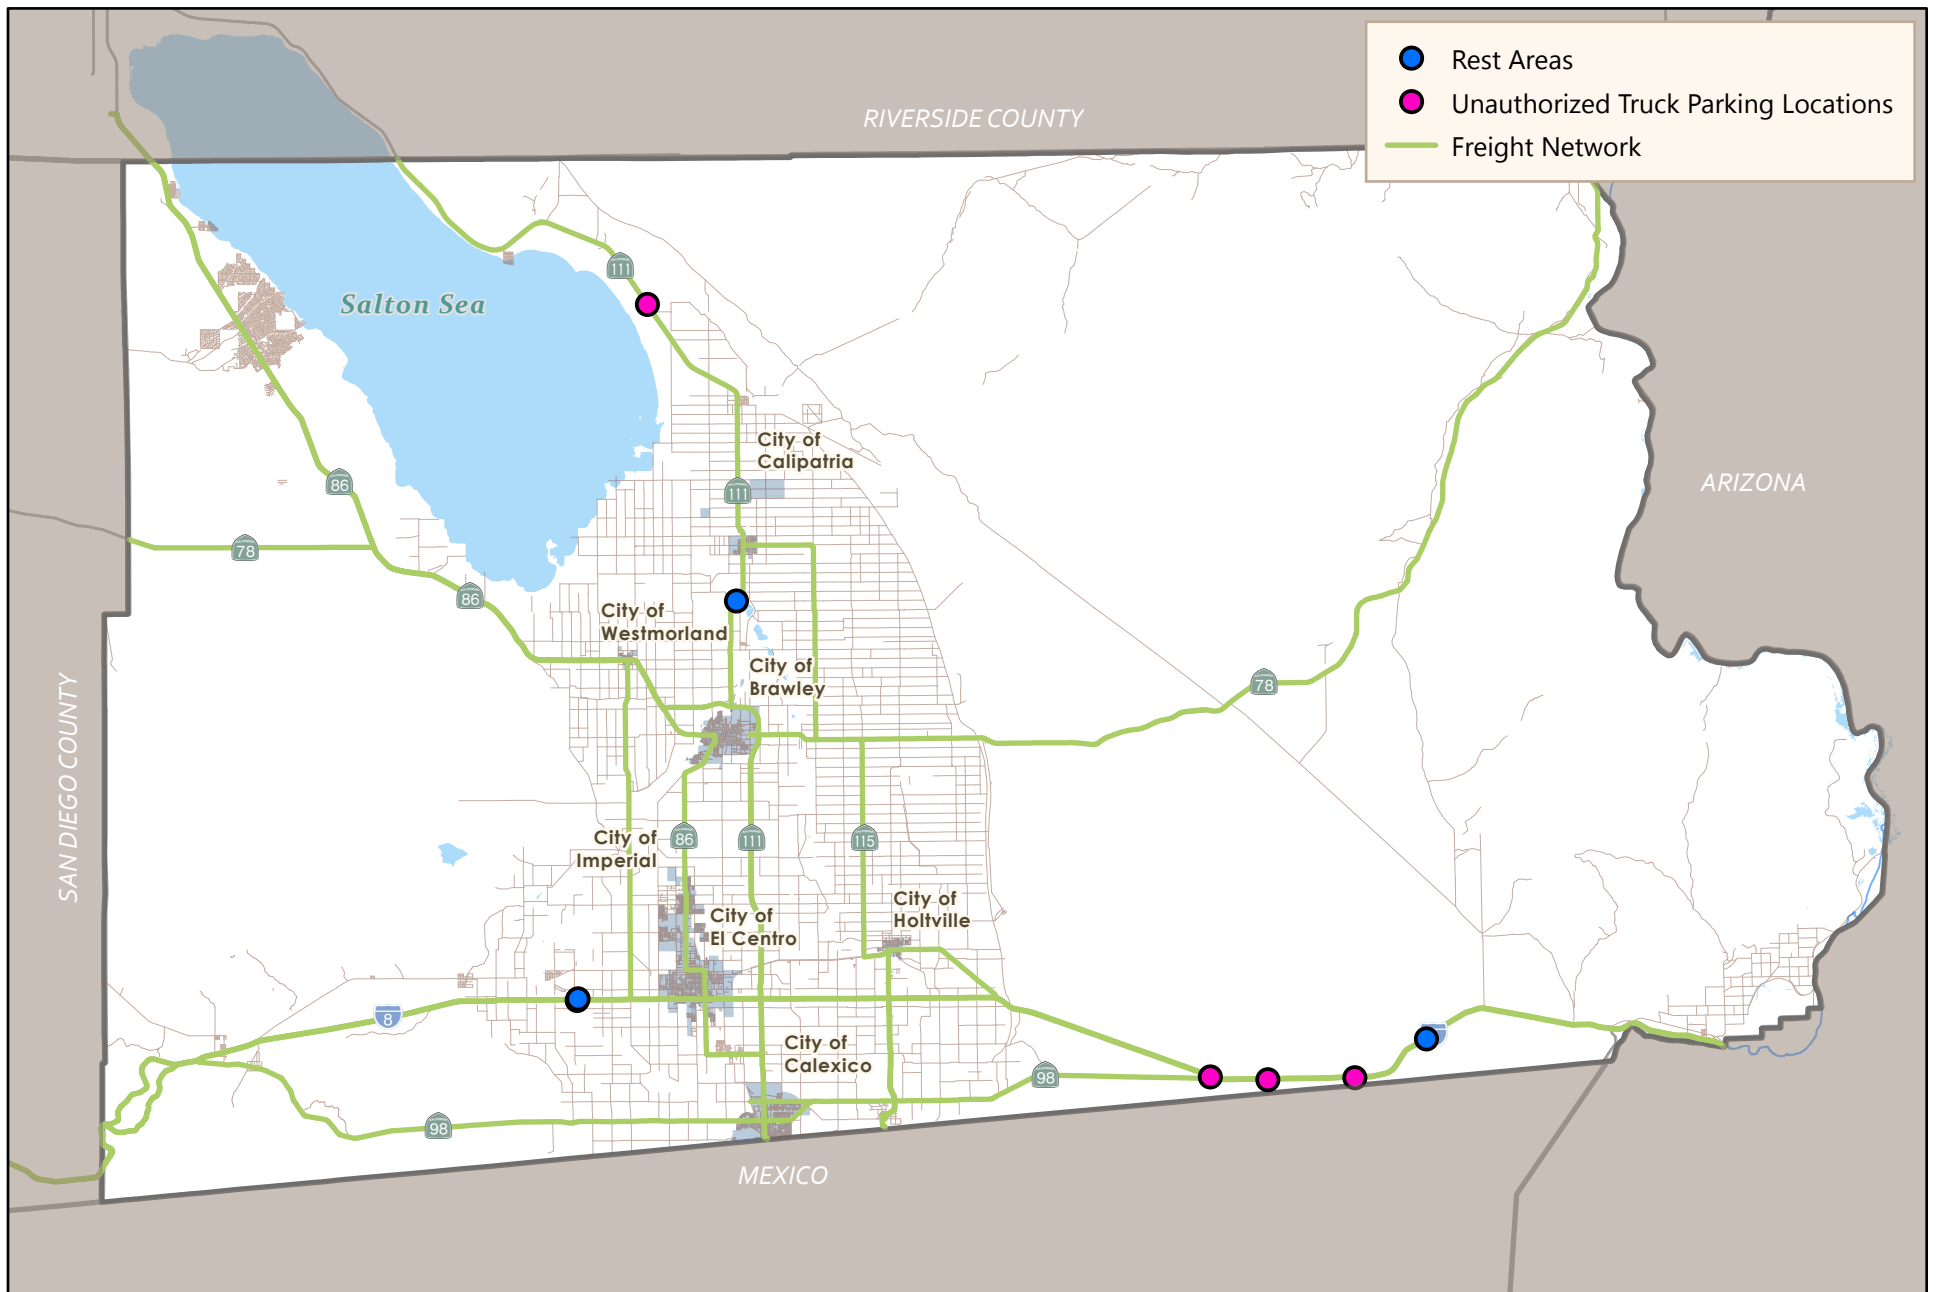 Rest Areas
Unauthorized Truck Parking Locations
Freight Network
RIVERSIDE COUNTY
111
Salton Sea
City of
Calipatria
86
111
ARIZONA
78
86
City of
Westmorland
City of
Brawley
78
SAN DIEGO COUNTY
City of
Imperial
86
111
115
City of
Holtville
City of
El Centro
8
City of
Calexico
98
98
MEXICO